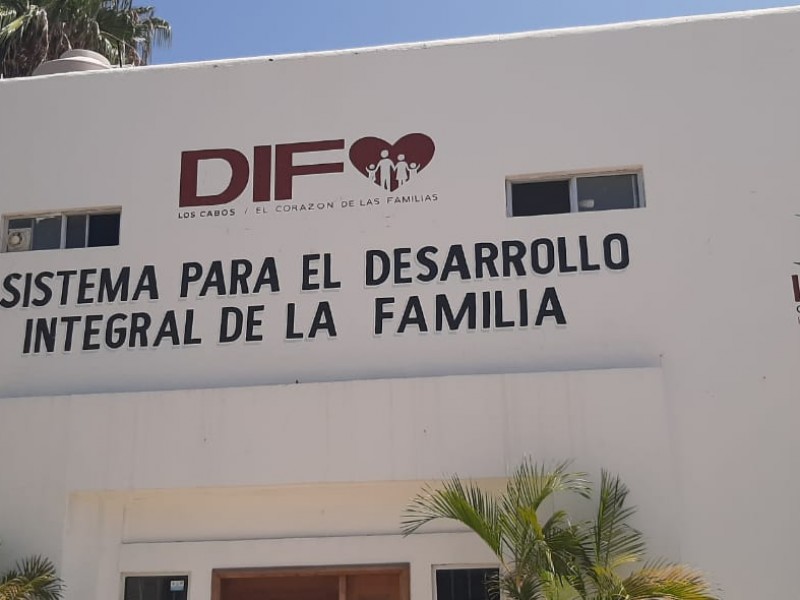 DIF
LOS CABOS / EL CORAZON DE LAS FAMILIAS
SISTEMA PARA EL DESARROLLO
INTEGRAL DE LA FAMILIA